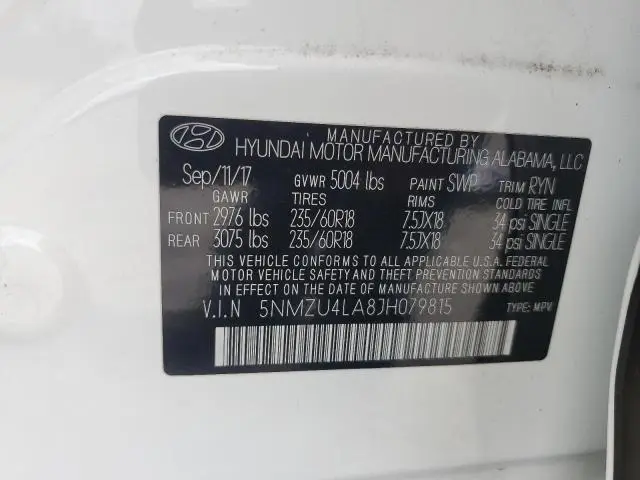 MANUFACTURED BY
HYUNDAI MOTOR MANUFACTURING ALABAMA, LLC
Sep/11/17 GVWR 5004 lbs PAINT SWP TRIM RYN
GAWR TIRES RIMS COLD TIRE INFL
FRONT 2976 lbs 235/60R18 7.5JX18 34 psi SINGLE
REAR 3075 lbs 235/60R18 7.5JX18 34 psi SINGLE
THIS VEHICLE CONFORMS TO ALL APPLICABLE U.S.A. FEDERAL
MOTOR VEHICLE SAFETY AND THEFT PREVENTION STANDARDS
IN EFFECT ON THE DATE OF MANUFACTURE SHOWN ABOVE.
V.I.N 5NMZU4LA8JH079815 TYPE: MPV